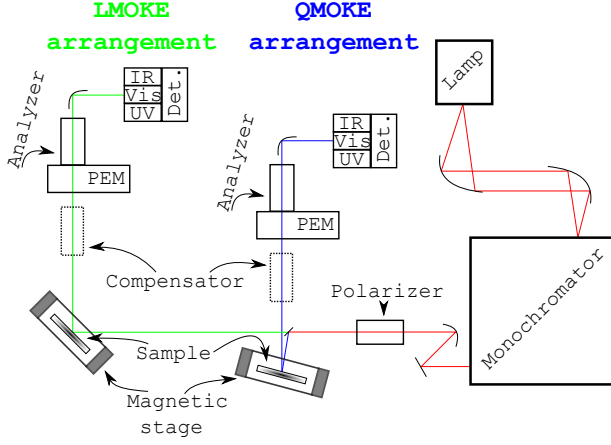 LMOKE
arrangement
QMOKE
arrangement
Lamp
IR
Vis
UV
Det.
Analyzer
PEM
IR
Vis
UV
Det.
Analyzer
PEM
Compensator
Polarizer
Monochromator
Sample
Magnetic
stage